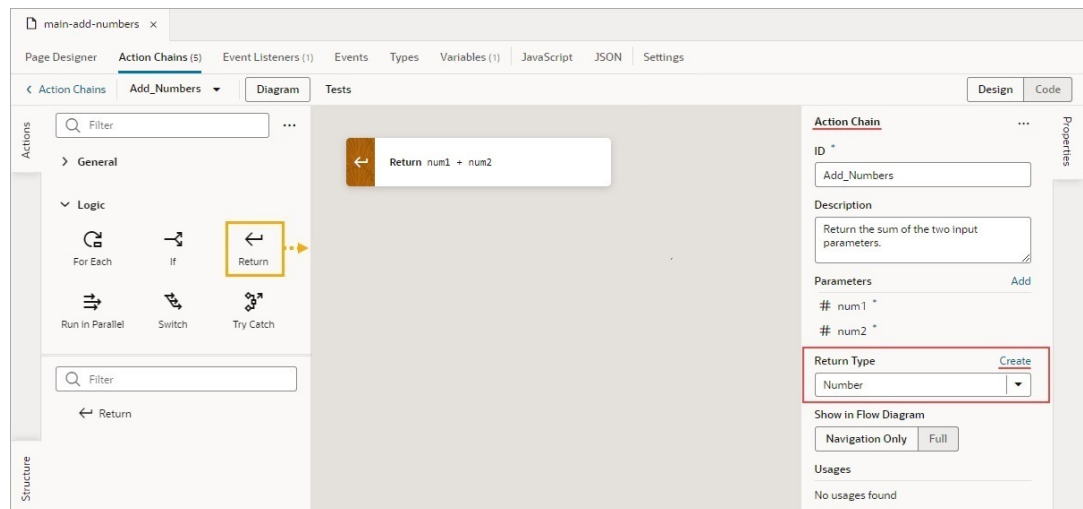 main-add-numbers ×
Page Designer Action Chains (5) Event Listeners (1) Events Types Variables (1) JavaScript JSON Settings
Action Chains Add_Numbers Diagram Tests Design Code
Actions
Filter ...
General
Logic
For Each If Return
Run in Parallel Switch Try Catch
Filter
Return
Structure
Return num1 + num2
Action Chain ...
ID *
Add_Numbers
Description
Return the sum of the two input
parameters.
Parameters Add
# num1 *
# num2 *
Return Type Create
Number
Show in Flow Diagram
Navigation Only Full
Usages
No usages found
Properties